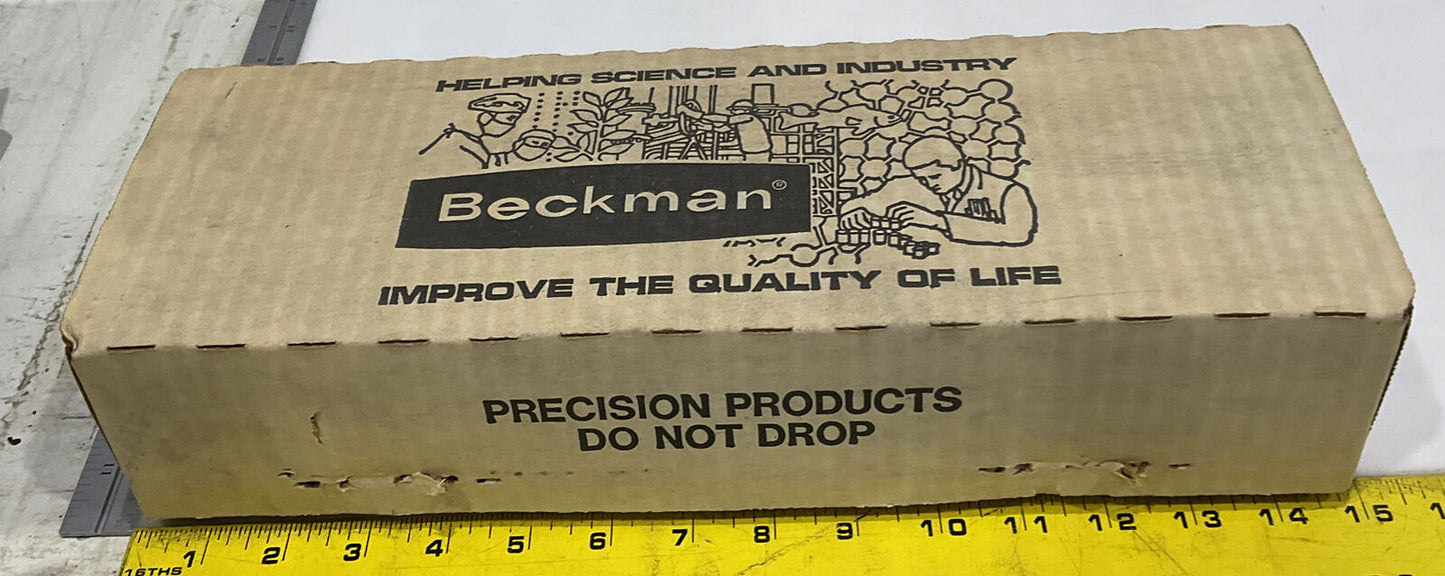 HELPING SCIENCE AND INDUSTRY
Beckman®
IMPROVE THE QUALITY OF LIFE
PRECISION PRODUCTS
DO NOT DROP
1 2 3 4 5 6 7 8 9 10 11 12 13 14 15
16THS